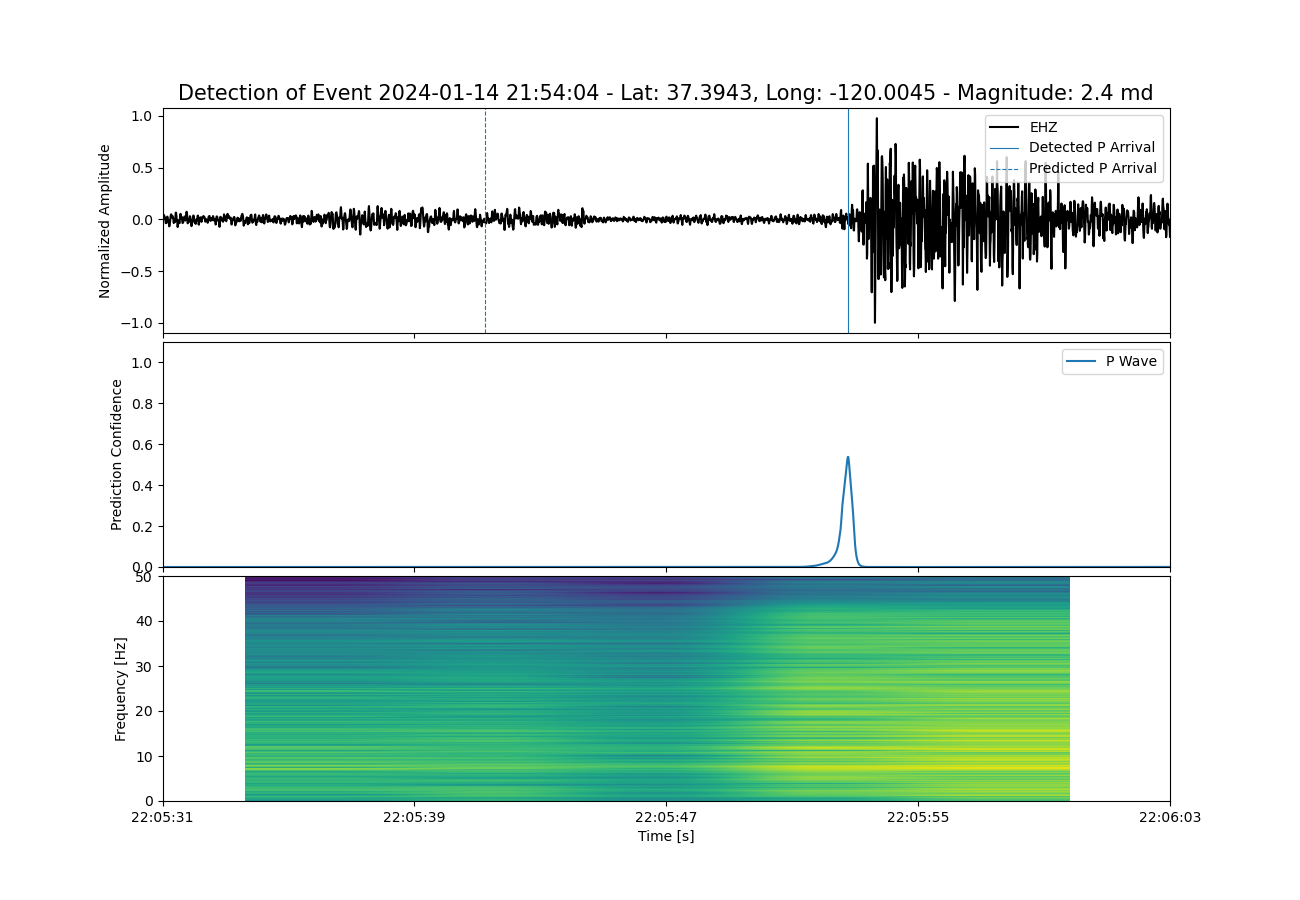 Detection of Event 2024-01-14 21:54:04 - Lat: 37.3943, Long: -120.0045 - Magnitude: 2.4 md
Normalized Amplitude
1.0
0.5
0.0
−0.5
−1.0
EHZ
Detected P Arrival
Predicted P Arrival
Prediction Confidence
1.0
0.8
0.6
0.4
0.2
0.0
P Wave
Frequency [Hz]
50
40
30
20
10
0
22:05:31 22:05:39 22:05:47 22:05:55 22:06:03
Time [s]